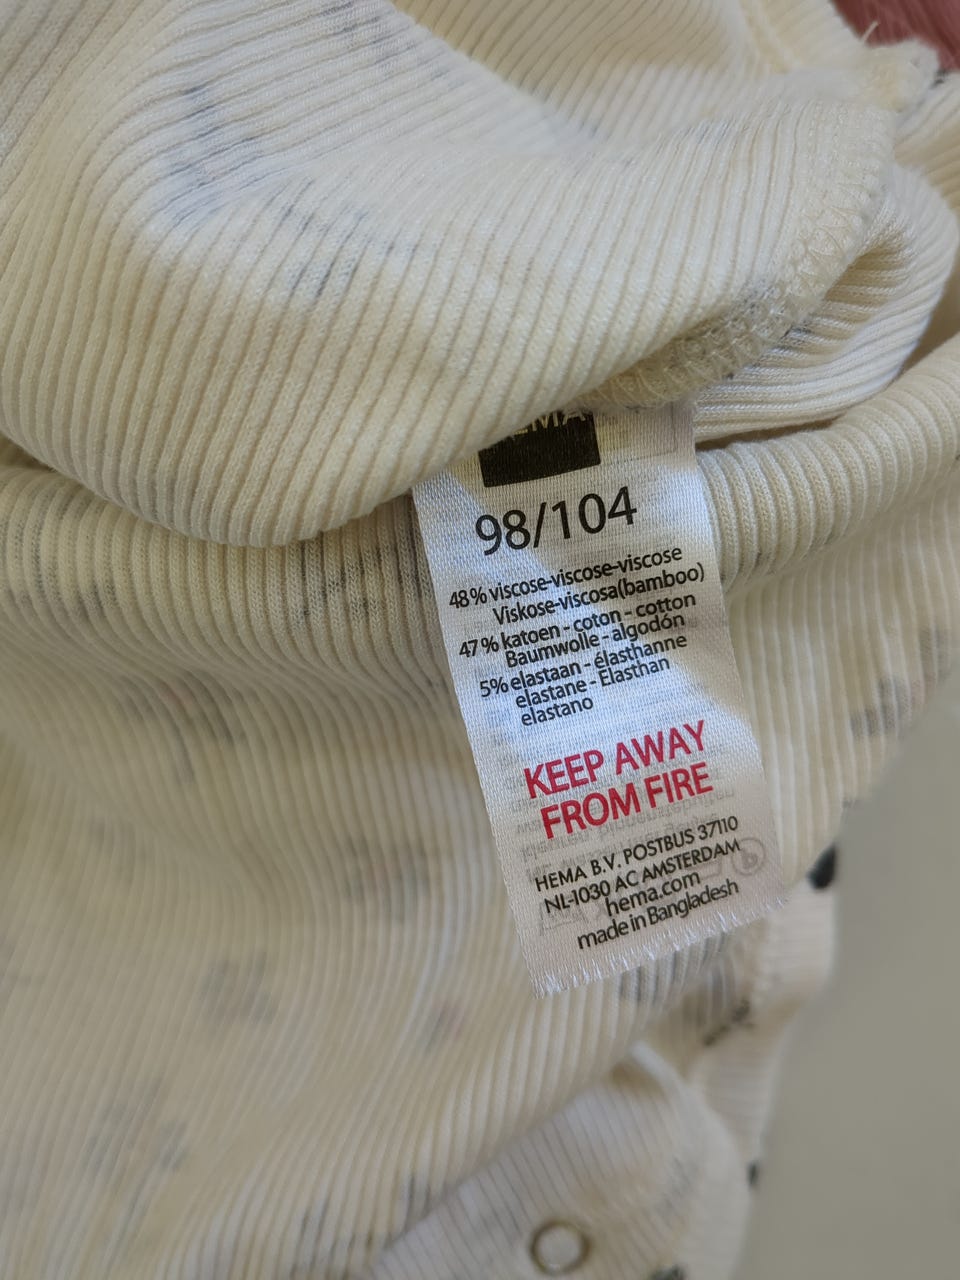 HEMA
98/104
48% viscose-viscose-viscose
Viskose-viscosa(bamboo)
47% katoen - coton - cotton
Baumwolle - algodón
5% elastaan - élasthanne
elastane - Elasthan
elastano
KEEP AWAY
FROM FIRE
HEMA B.V. POSTBUS 37110
NL-1030 AC AMSTERDAM
hema.com
made in Bangladesh